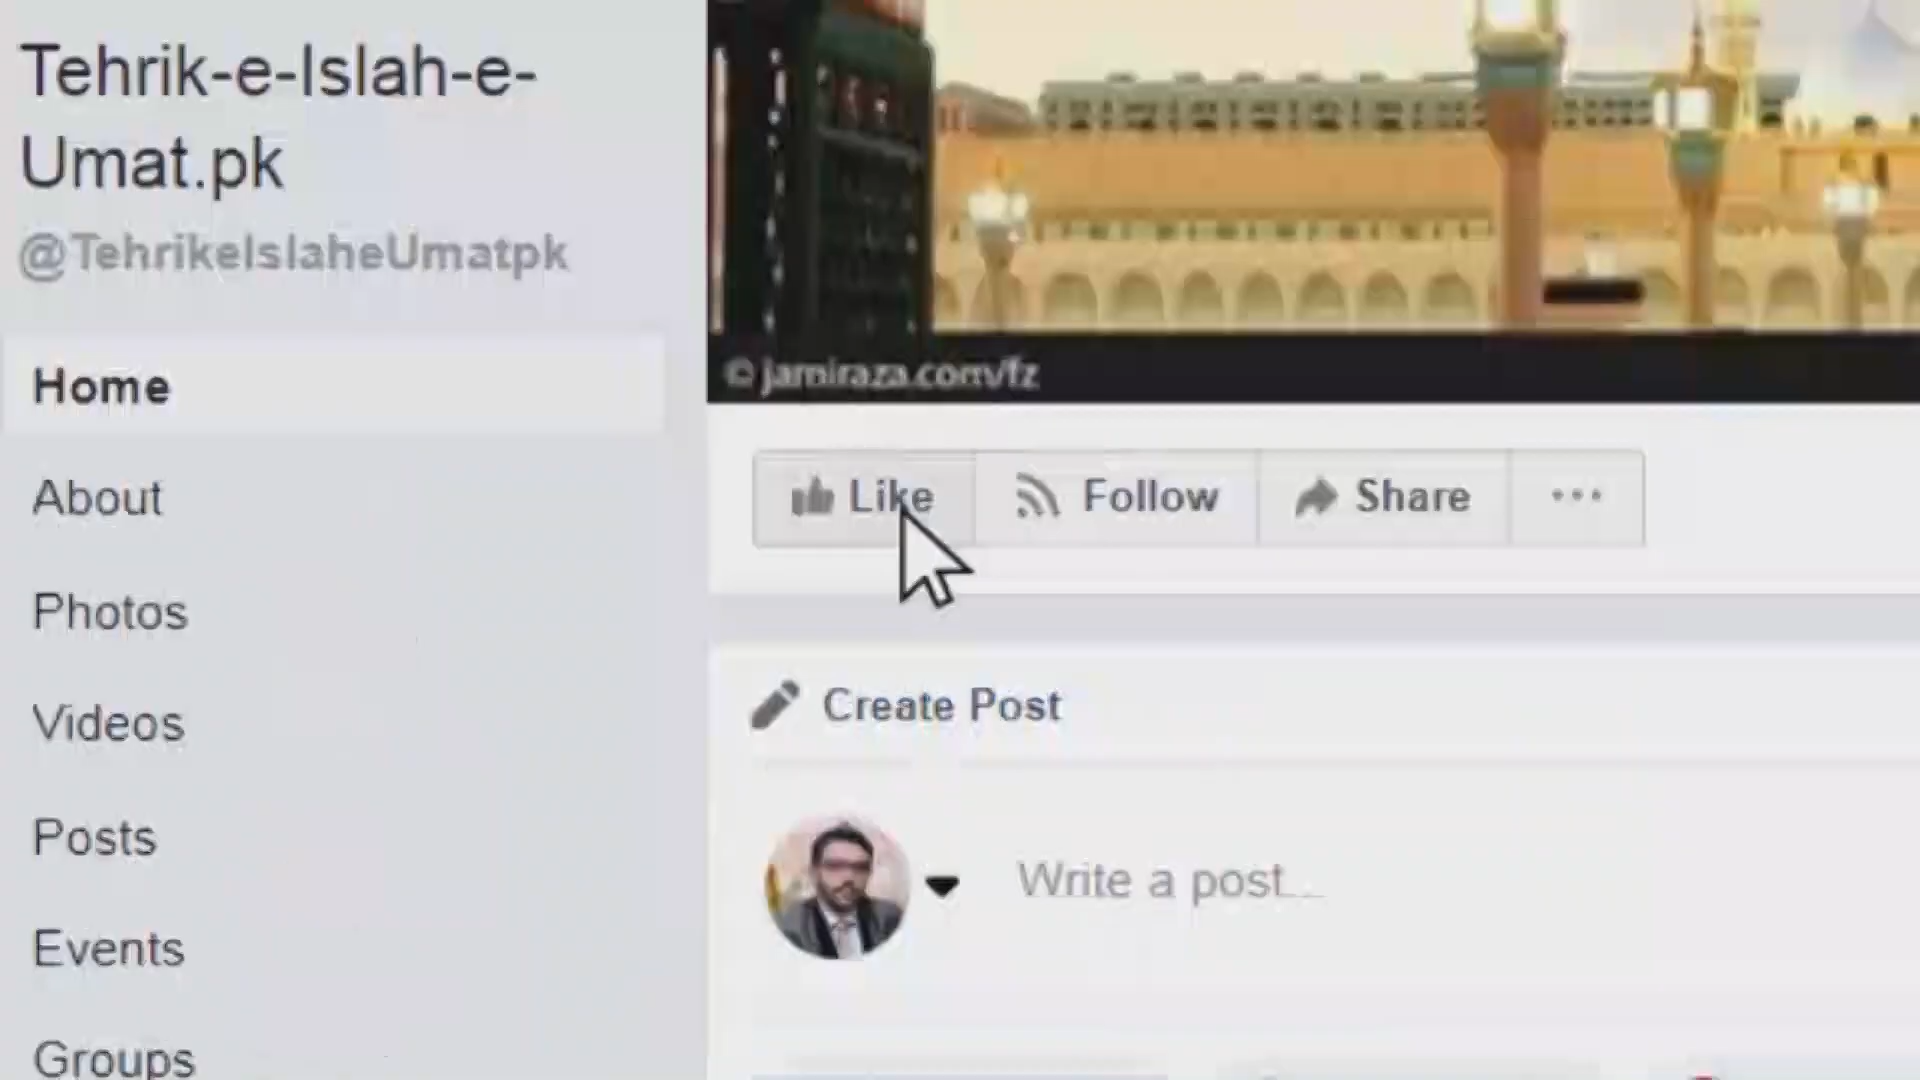 Tehrik-e-Islah-e-
Umat.pk
@TehrikeIslaheUmatpk
Home
About
Photos
Videos
Posts
Events
Groups
© jamiraza.com/fz
Like
Follow
Share
Create Post
Write a post...